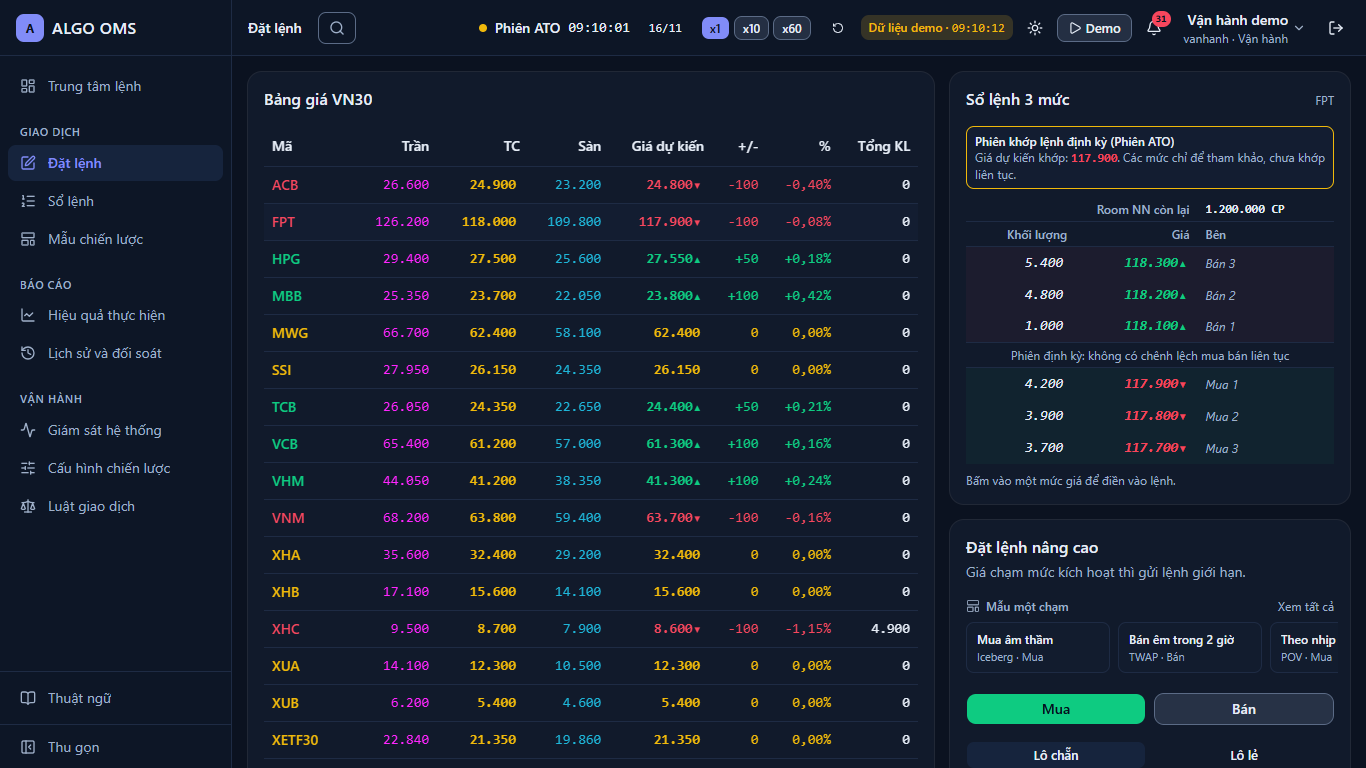 A ALGO OMS
Đặt lệnh
Phiên ATO 09:10:01 16/11 x1 x10 x60 Dữ liệu demo · 09:10:12 Demo 31
Vận hành demo
vanhanh · Vận hành
Trung tâm lệnh
GIAO DỊCH
Đặt lệnh
Sổ lệnh
Mẫu chiến lược
BÁO CÁO
Hiệu quả thực hiện
Lịch sử và đối soát
VẬN HÀNH
Giám sát hệ thống
Cấu hình chiến lược
Luật giao dịch
Thuật ngữ
Thu gọn
Bảng giá VN30
Mã Trần TC Sàn Giá dự kiến +/- % Tổng KL
ACB 26.600 24.900 23.200 24.800▼ -100 -0,40% 0
FPT 126.200 118.000 109.800 117.900▼ -100 -0,08% 0
HPG 29.400 27.500 25.600 27.550▲ +50 +0,18% 0
MBB 25.350 23.700 22.050 23.800▲ +100 +0,42% 0
MWG 66.700 62.400 58.100 62.400 0 0,00% 0
SSI 27.950 26.150 24.350 26.150 0 0,00% 0
TCB 26.050 24.350 22.650 24.400▲ +50 +0,21% 0
VCB 65.400 61.200 57.000 61.300▲ +100 +0,16% 0
VHM 44.050 41.200 38.350 41.300▲ +100 +0,24% 0
VNM 68.200 63.800 59.400 63.700▼ -100 -0,16% 0
XHA 35.600 32.400 29.200 32.400 0 0,00% 0
XHB 17.100 15.600 14.100 15.600 0 0,00% 0
XHC 9.500 8.700 7.900 8.600▼ -100 -1,15% 4.900
XUA 14.100 12.300 10.500 12.300 0 0,00% 0
XUB 6.200 5.400 4.600 5.400 0 0,00% 0
XETF30 22.840 21.350 19.860 21.350 0 0,00% 0
Sổ lệnh 3 mức FPT
Phiên khớp lệnh định kỳ (Phiên ATO)
Giá dự kiến khớp: 117.900. Các mức chỉ để tham khảo, chưa khớp
liên tục.
Room NN còn lại 1.200.000 CP
Khối lượng Giá Bên
5.400 118.300▲ Bán 3
4.800 118.200▲ Bán 2
1.000 118.100▲ Bán 1
Phiên định kỳ: không có chênh lệch mua bán liên tục
4.200 117.900▼ Mua 1
3.900 117.800▼ Mua 2
3.700 117.700▼ Mua 3
Bấm vào một mức giá để điền vào lệnh.
Đặt lệnh nâng cao
Giá chạm mức kích hoạt thì gửi lệnh giới hạn.
Mẫu một chạm Xem tất cả
Mua âm thầm
Iceberg · Mua
Bán êm trong 2 giờ
TWAP · Bán
Theo nhịp
POV · Mua
Mua Bán
Lô chẵn Lô lẻ